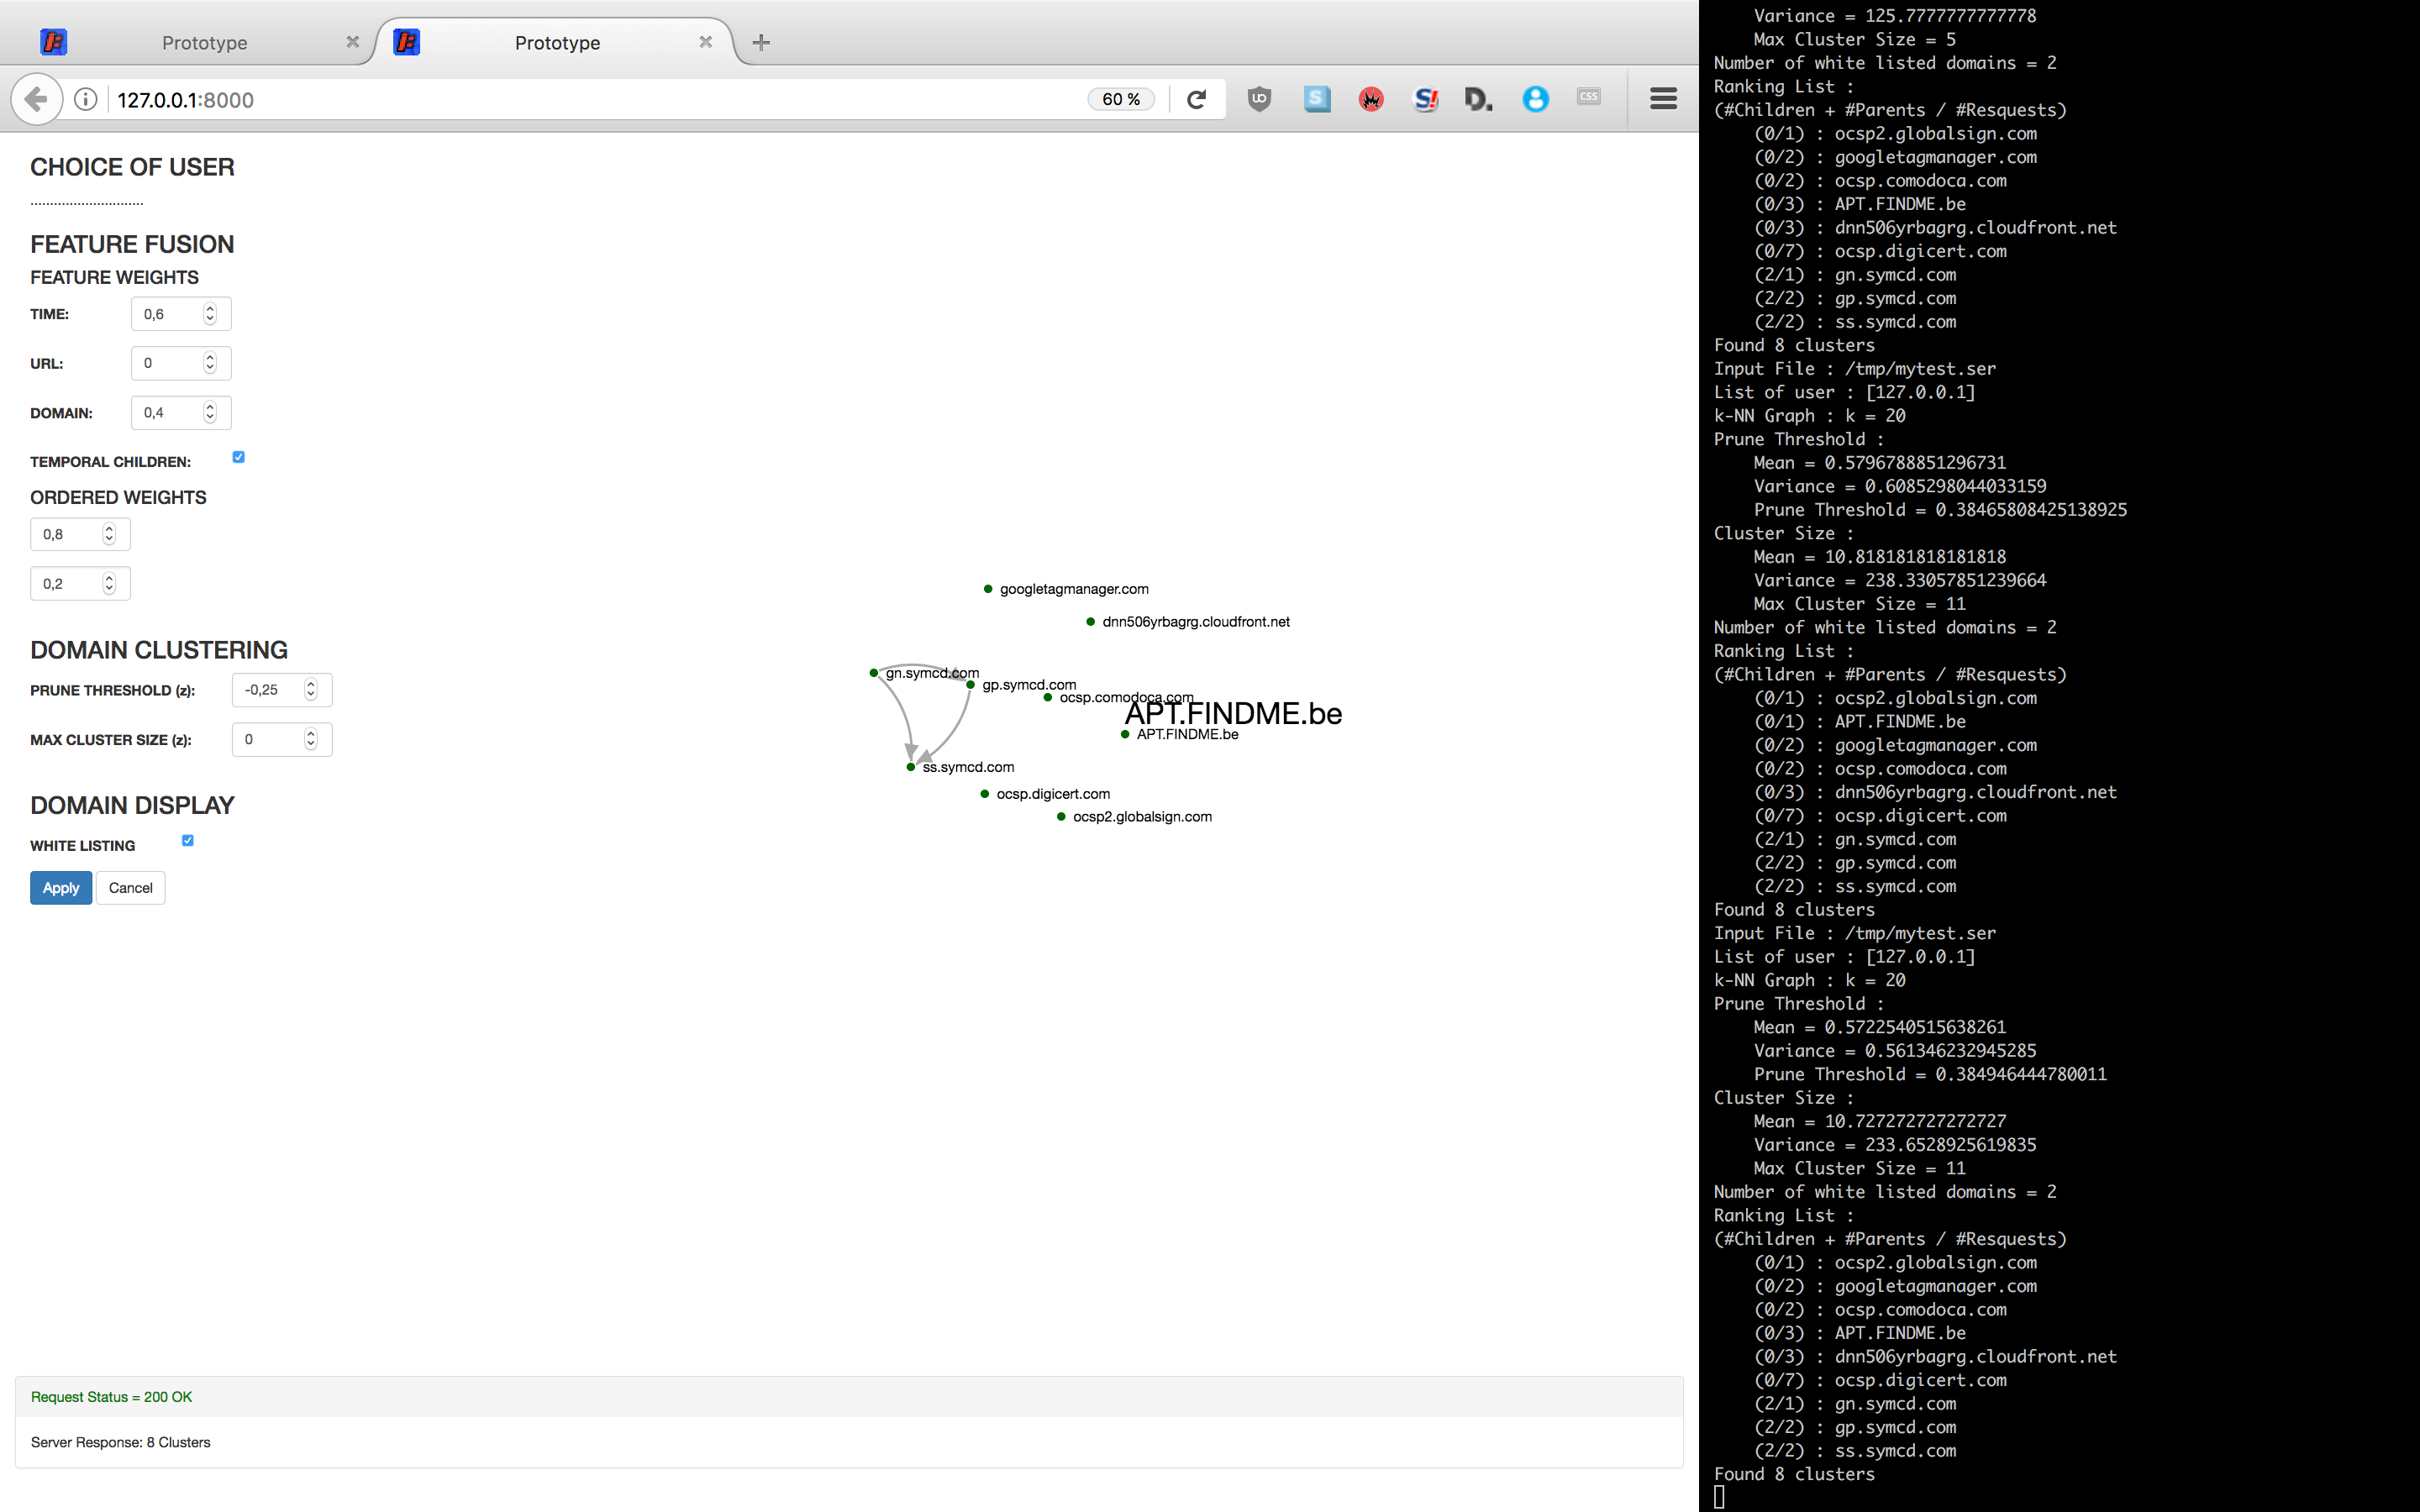 Prototype
Prototype
127.0.0.1:8000
60 %
CSS
CHOICE OF USER
.............................
FEATURE FUSION
FEATURE WEIGHTS
TIME: 0,6
URL: 0
DOMAIN: 0,4
TEMPORAL CHILDREN:
ORDERED WEIGHTS
0,8
0,2
DOMAIN CLUSTERING
PRUNE THRESHOLD (z): -0,25
MAX CLUSTER SIZE (z): 0
DOMAIN DISPLAY
WHITE LISTING
Apply Cancel
googletagmanager.com
dnn506yrbagrg.cloudfront.net
gn.symcd.com
gp.symcd.com
ocsp.comodoca.com
APT.FINDME.be
APT.FINDME.be
ss.symcd.com
ocsp.digicert.com
ocsp2.globalsign.com
Request Status = 200 OK
Server Response: 8 Clusters
Variance = 125.7777777777778
Max Cluster Size = 5
Number of white listed domains = 2
Ranking List :
(#Children + #Parents / #Resquests)
(0/1) : ocsp2.globalsign.com
(0/2) : googletagmanager.com
(0/2) : ocsp.comodoca.com
(0/3) : APT.FINDME.be
(0/3) : dnn506yrbagrg.cloudfront.net
(0/7) : ocsp.digicert.com
(2/1) : gn.symcd.com
(2/2) : gp.symcd.com
(2/2) : ss.symcd.com
Found 8 clusters
Input File : /tmp/mytest.ser
List of user : [127.0.0.1]
k-NN Graph : k = 20
Prune Threshold :
Mean = 0.5796788851296731
Variance = 0.6085298044033159
Prune Threshold = 0.38465808425138925
Cluster Size :
Mean = 10.818181818181818
Variance = 238.33057851239664
Max Cluster Size = 11
Number of white listed domains = 2
Ranking List :
(#Children + #Parents / #Resquests)
(0/1) : ocsp2.globalsign.com
(0/1) : APT.FINDME.be
(0/2) : googletagmanager.com
(0/2) : ocsp.comodoca.com
(0/3) : dnn506yrbagrg.cloudfront.net
(0/7) : ocsp.digicert.com
(2/1) : gn.symcd.com
(2/2) : gp.symcd.com
(2/2) : ss.symcd.com
Found 8 clusters
Input File : /tmp/mytest.ser
List of user : [127.0.0.1]
k-NN Graph : k = 20
Prune Threshold :
Mean = 0.5722540515638261
Variance = 0.561346232945285
Prune Threshold = 0.384946444780011
Cluster Size :
Mean = 10.727272727272727
Variance = 233.6528925619835
Max Cluster Size = 11
Number of white listed domains = 2
Ranking List :
(#Children + #Parents / #Resquests)
(0/1) : ocsp2.globalsign.com
(0/2) : googletagmanager.com
(0/2) : ocsp.comodoca.com
(0/3) : APT.FINDME.be
(0/3) : dnn506yrbagrg.cloudfront.net
(0/7) : ocsp.digicert.com
(2/1) : gn.symcd.com
(2/2) : gp.symcd.com
(2/2) : ss.symcd.com
Found 8 clusters